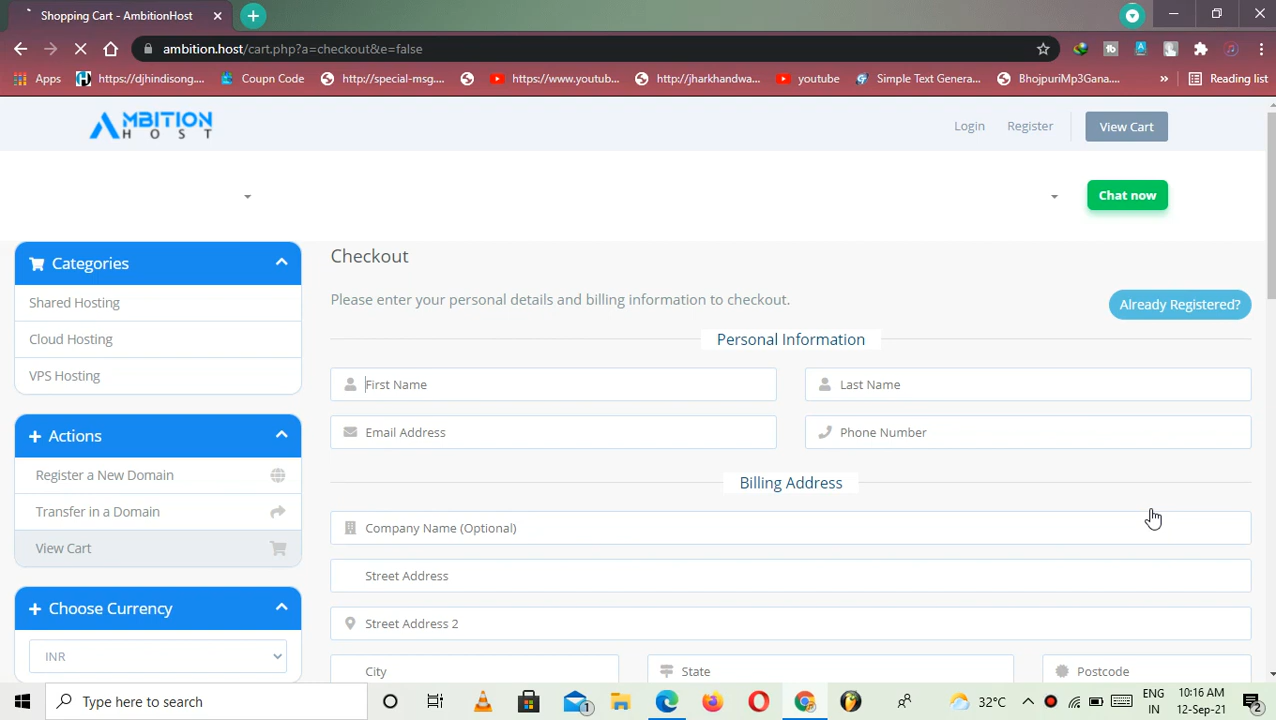 Shopping Cart - AmbitionHost
ambition.host/cart.php?a=checkout&e=false
Apps https://djhindisong.... Coupn Code http://special-msg.... https://www.youtub... http://jharkhandwa... youtube Simple Text Genera... BhojpuriMp3Gana.... » Reading list
AMBITION
HOST
Login Register View Cart
Chat now
Categories
Shared Hosting
Cloud Hosting
VPS Hosting
Actions
Register a New Domain
Transfer in a Domain
View Cart
Choose Currency
INR
Checkout
Please enter your personal details and billing information to checkout.
Already Registered?
Personal Information
First Name Last Name
Email Address Phone Number
Billing Address
Company Name (Optional)
Street Address
Street Address 2
City State Postcode
Type here to search
1
32°C
ENG
IN
10:16 AM
12-Sep-21
2